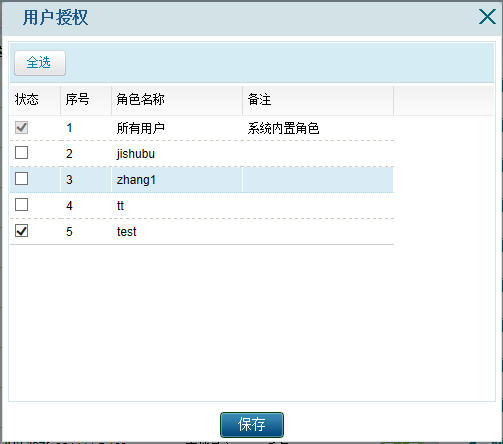 用户授权
全选
状态 序号 角色名称 备注
1 所有用户 系统内置角色
2 jishubu
3 zhang1
4 tt
5 test
保存